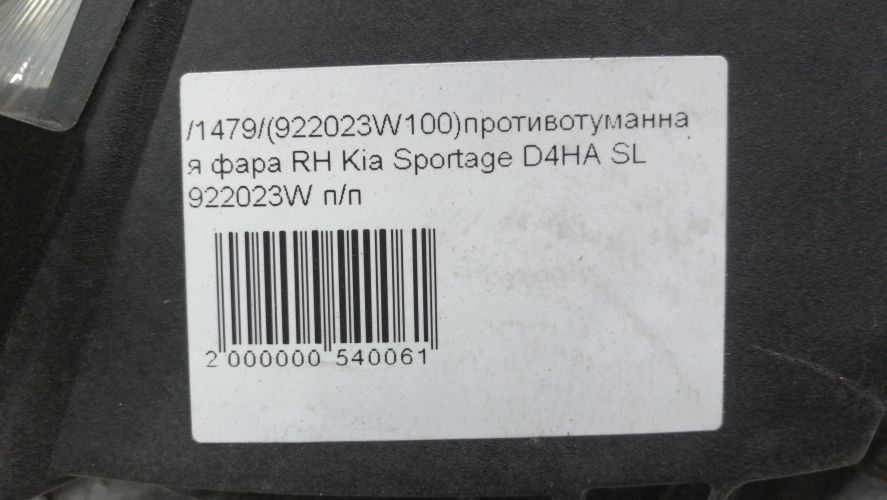 /1479/(922023W100)противотуманна
я фара RH Kia Sportage D4HA SL
922023W п/п
2 000000 540061